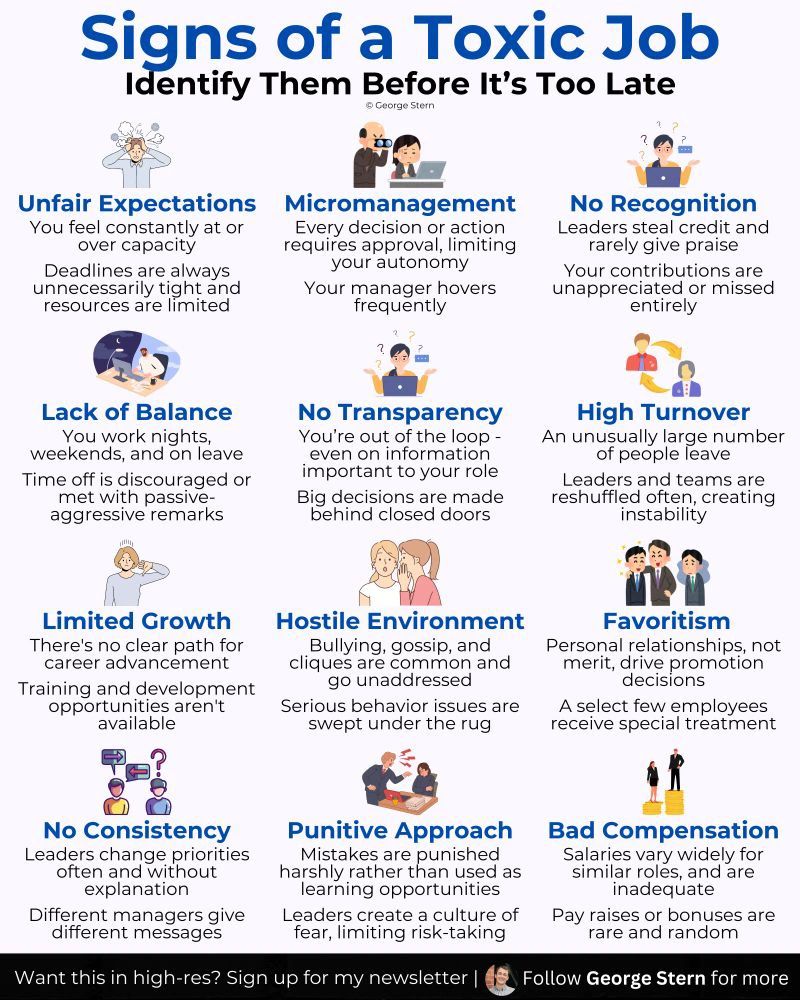 Signs of a Toxic Job
Identify Them Before It's Too Late
© George Stern
Unfair Expectations
You feel constantly at or
over capacity
Deadlines are always
unnecessarily tight and
resources are limited
Micromanagement
Every decision or action
requires approval, limiting
your autonomy
Your manager hovers
frequently
No Recognition
Leaders steal credit and
rarely give praise
Your contributions are
unappreciated or missed
entirely
Lack of Balance
You work nights,
weekends, and on leave
Time off is discouraged or
met with passive-
aggressive remarks
No Transparency
You're out of the loop -
even on information
important to your role
Big decisions are made
behind closed doors
High Turnover
An unusually large number
of people leave
Leaders and teams are
reshuffled often, creating
instability
Limited Growth
There's no clear path for
career advancement
Training and development
opportunities aren't
available
Hostile Environment
Bullying, gossip, and
cliques are common and
go unaddressed
Serious behavior issues are
swept under the rug
Favoritism
Personal relationships, not
merit, drive promotion
decisions
A select few employees
receive special treatment
No Consistency
Leaders change priorities
often and without
explanation
Different managers give
different messages
Punitive Approach
Mistakes are punished
harshly rather than used as
learning opportunities
Leaders create a culture of
fear, limiting risk-taking
Bad Compensation
Salaries vary widely for
similar roles, and are
inadequate
Pay raises or bonuses are
rare and random
Want this in high-res? Sign up for my newsletter | Follow George Stern for more